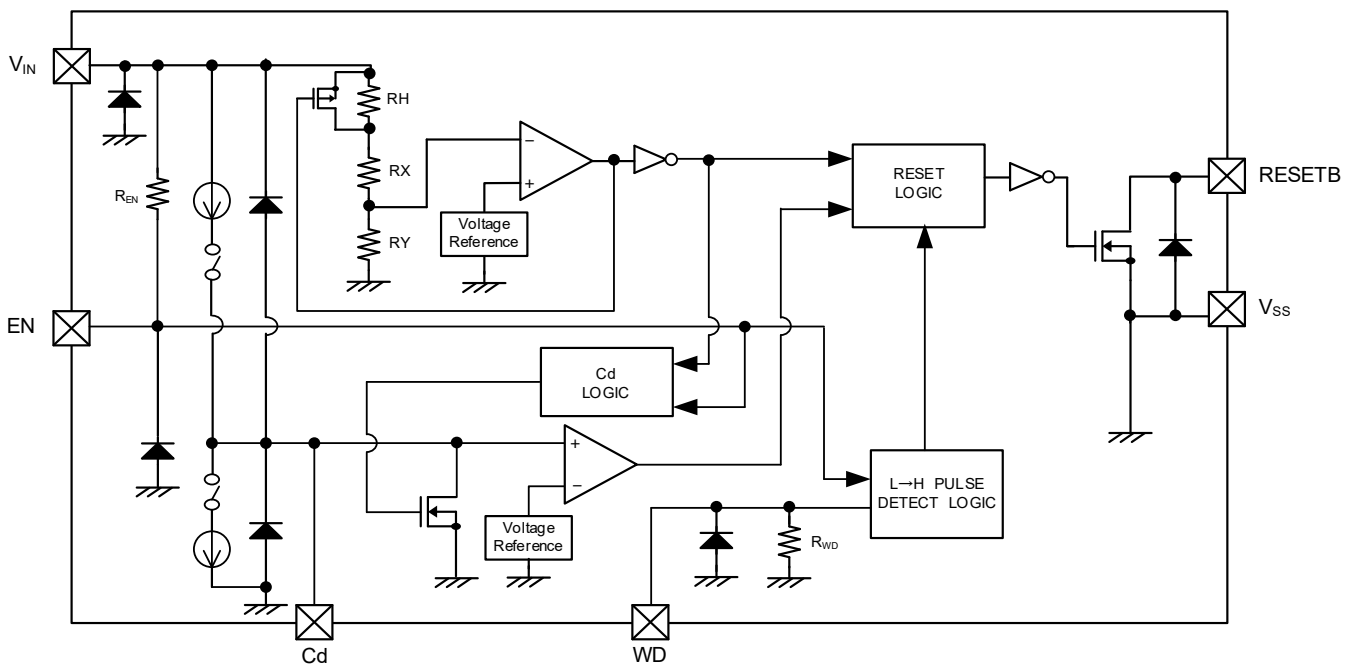 VIN
RH
RX
RY
REN
−
+
Voltage
Reference
RESET
LOGIC
RESETB
VSS
EN
Cd
LOGIC
+
−
Voltage
Reference
L→H PULSE
DETECT LOGIC
RWD
Cd
WD